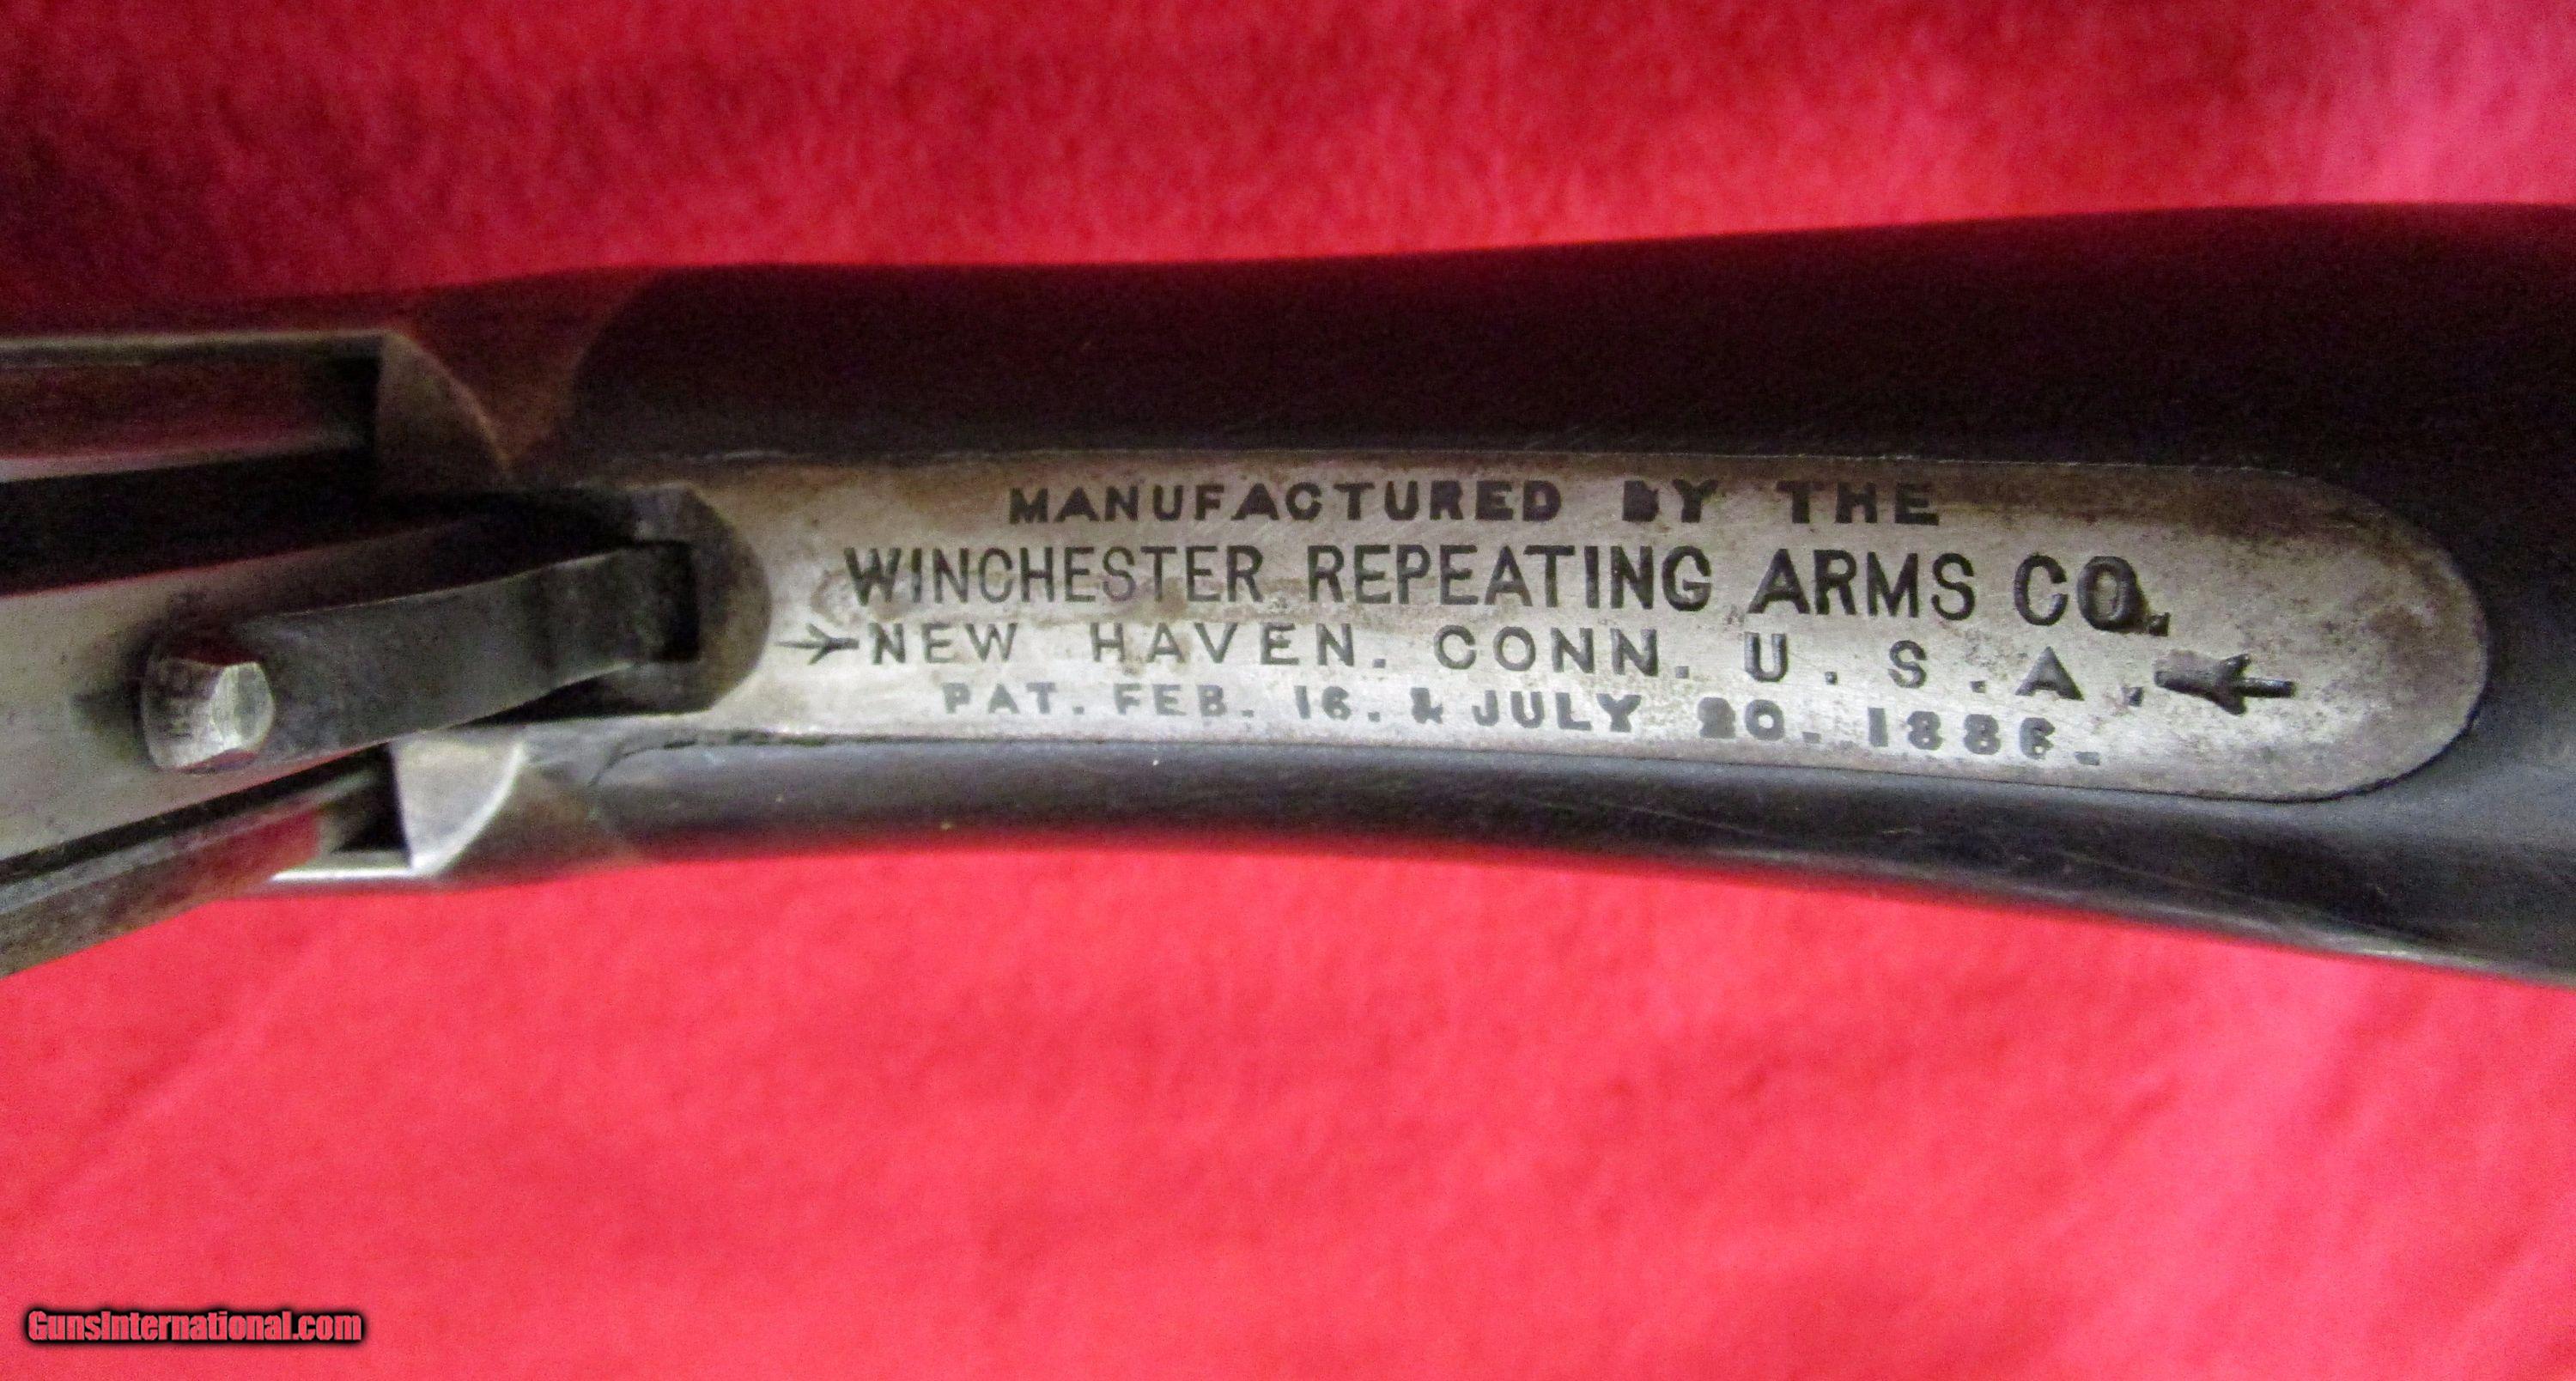 MANUFACTURED BY THE
WINCHESTER REPEATING ARMS CO.
NEW HAVEN. CONN. U. S. A.
PAT. FEB. 16. & JULY 20. 1886.
GunsInternational.com